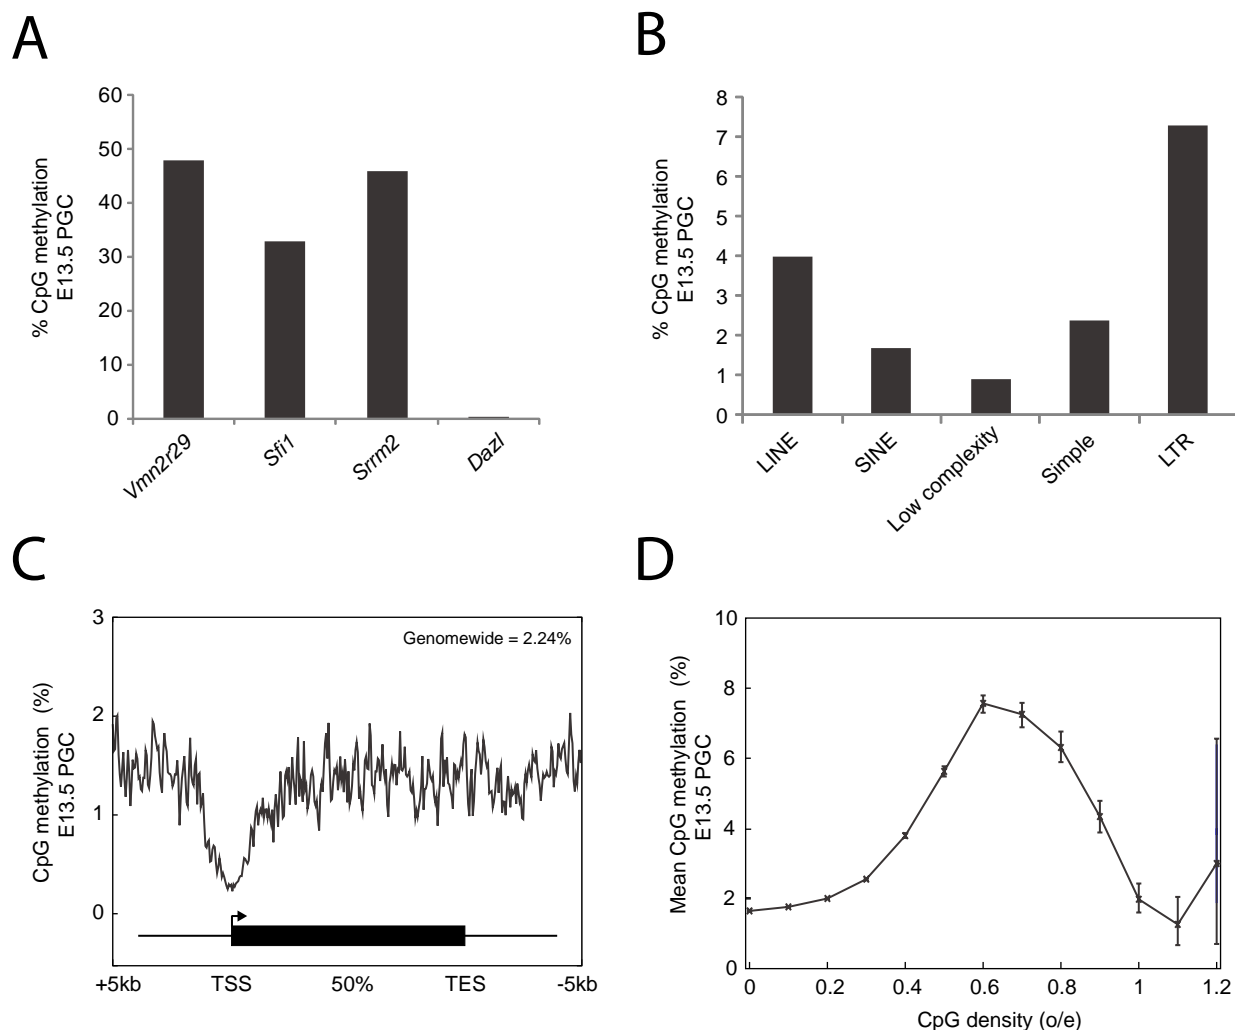 A
% CpG methylation
E13.5 PGC
60
50
40
30
20
10
0
Vmn2r29
Sfi1
Srrm2
Dazl
B
% CpG methylation
E13.5 PGC
8
7
6
5
4
3
2
1
0
LINE
SINE
Low complexity
Simple
LTR
C
CpG methylation (%)
E13.5 PGC
3
2
1
0
Genomewide = 2.24%
+5kb TSS 50% TES -5kb
D
Mean CpG methylation (%)
E13.5 PGC
10
8
6
4
2
0
0 0.2 0.4 0.6 0.8 1 1.2
CpG density (o/e)